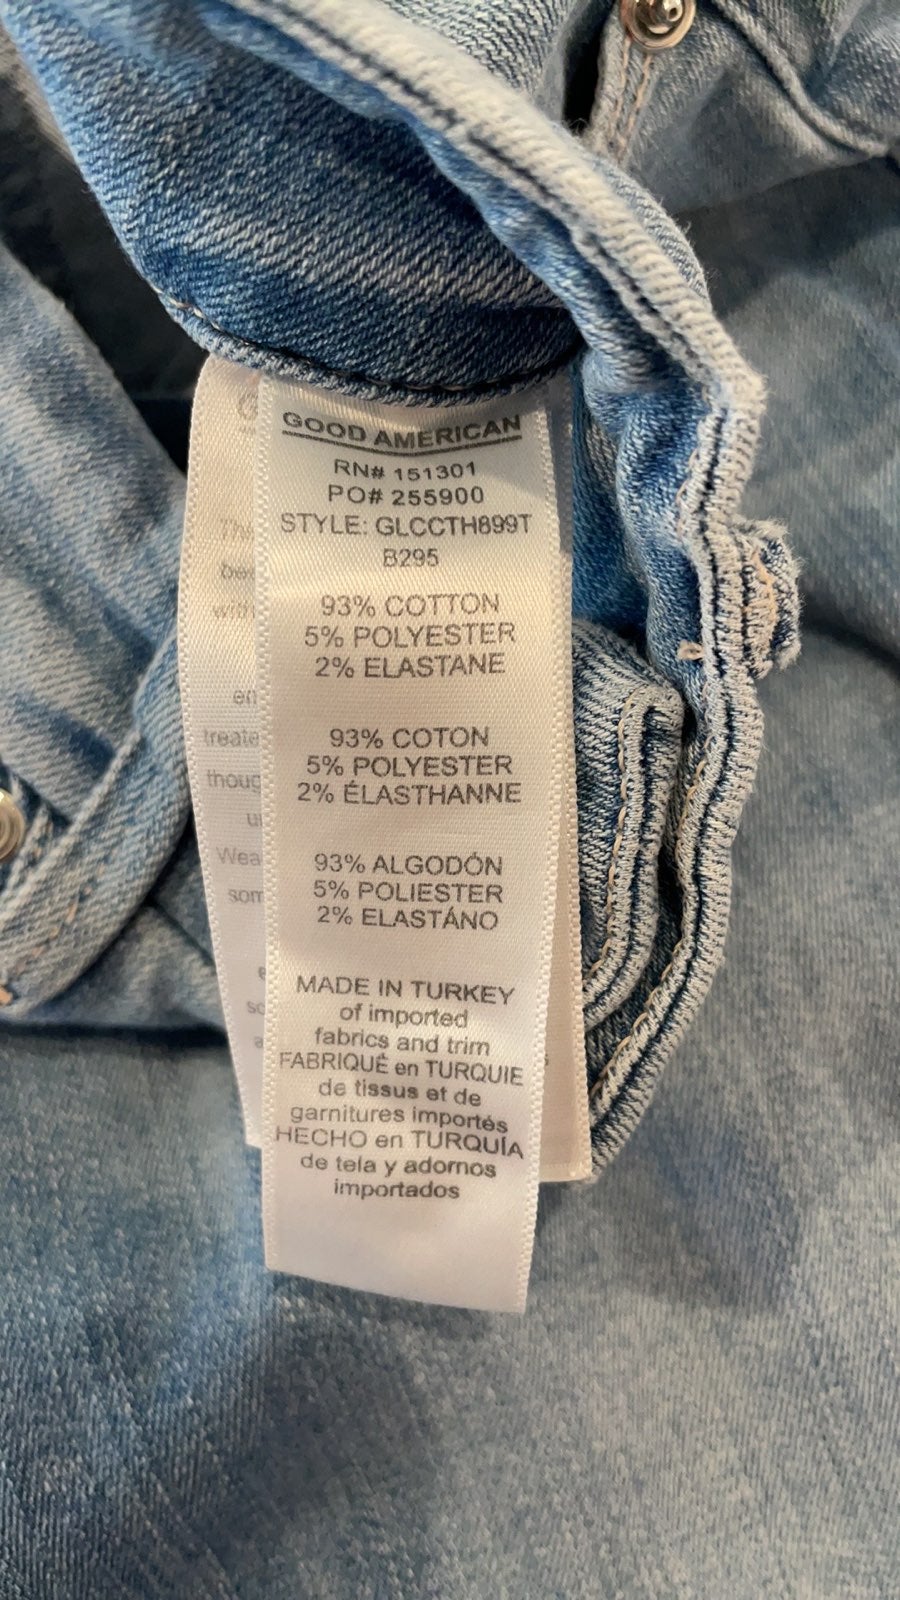 GOOD AMERICAN
RN# 151301
PO# 255900
STYLE: GLCCTH899T
B295
93% COTTON
5% POLYESTER
2% ELASTANE
93% COTON
5% POLYESTER
2% ÉLASTHANNE
93% ALGODÓN
5% POLIESTER
2% ELASTÁNO
MADE IN TURKEY
of imported
fabrics and trim
FABRIQUÉ en TURQUIE
de tissus et de
garnitures importés
HECHO en TURQUÍA
de tela y adornos
importados